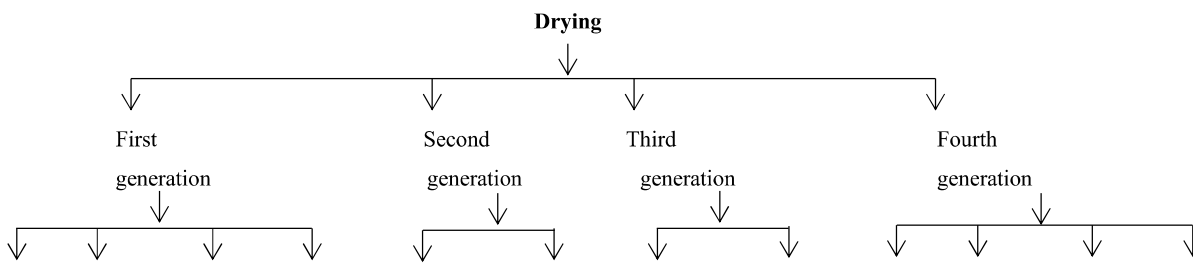 Drying
First Second Third Fourth
generation generation generation generation